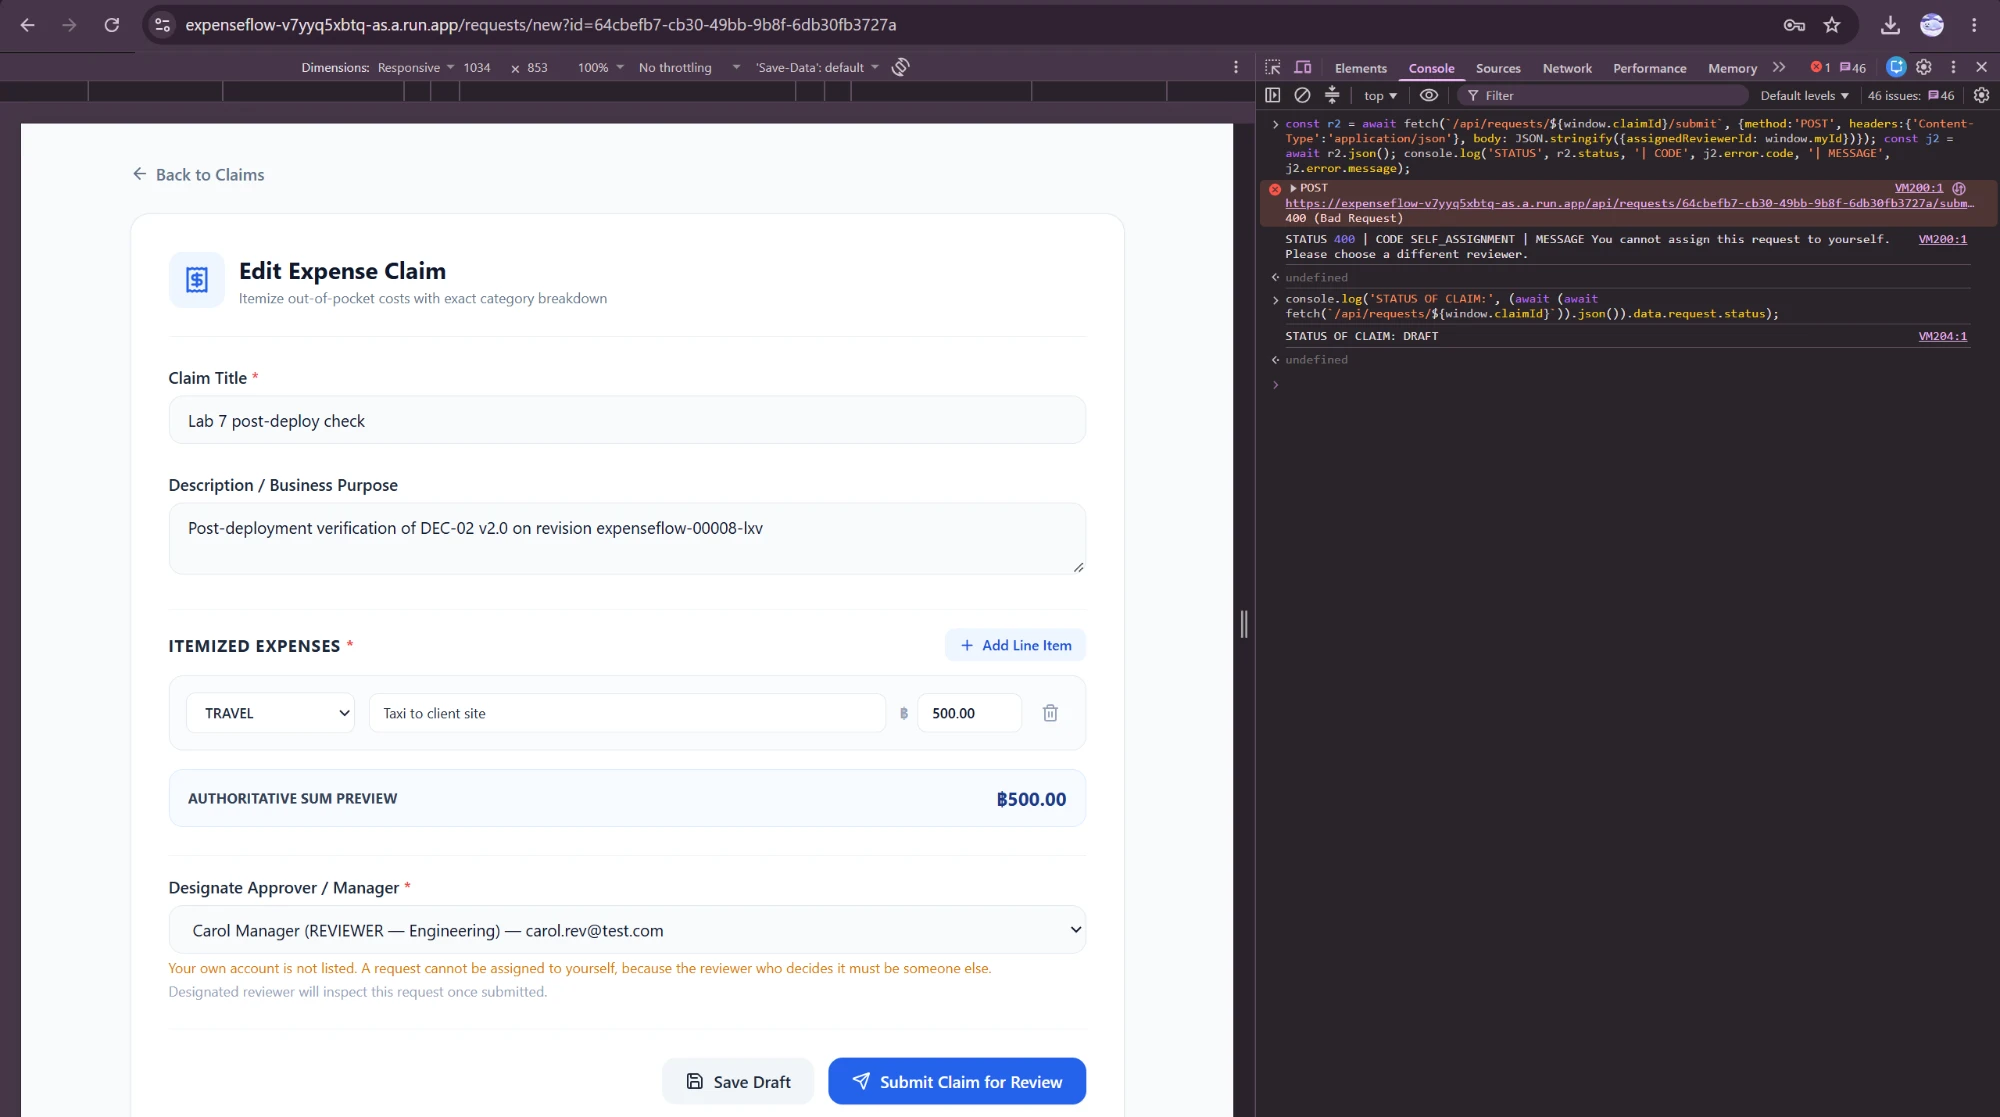 expenseflow-v7yyq5xbtq-as.a.run.app/requests/new?id=64cbefb7-cb30-49bb-9b8f-6db30fb3727a
Dimensions: Responsive 1034 × 853 100% No throttling 'Save-Data': default
Back to Claims
Edit Expense Claim
Itemize out-of-pocket costs with exact category breakdown
Claim Title *
Lab 7 post-deploy check
Description / Business Purpose
Post-deployment verification of DEC-02 v2.0 on revision expenseflow-00008-lxv
ITEMIZED EXPENSES *
+ Add Line Item
TRAVEL
Taxi to client site
฿ 500.00
AUTHORITATIVE SUM PREVIEW
฿500.00
Designate Approver / Manager *
Carol Manager (REVIEWER — Engineering) — carol.rev@test.com
Your own account is not listed. A request cannot be assigned to yourself, because the reviewer who decides it must be someone else.
Designated reviewer will inspect this request once submitted.
Save Draft
Submit Claim for Review
Elements Console Sources Network Performance Memory 1 46
top Filter Default levels 46 issues: 46
const r2 = await fetch(`/api/requests/${window.claimId}/submit`, {method:'POST', headers:{'Content-
Type':'application/json'}, body: JSON.stringify({assignedReviewerId: window.myId})}); const j2 =
await r2.json(); console.log('STATUS', r2.status, '| CODE', j2.error.code, '| MESSAGE',
j2.error.message);
POST VM200:1
https://expenseflow-v7yyq5xbtq-as.a.run.app/api/requests/64cbefb7-cb30-49bb-9b8f-6db30fb3727a/subm…
400 (Bad Request)
STATUS 400 | CODE SELF_ASSIGNMENT | MESSAGE You cannot assign this request to yourself. VM200:1
Please choose a different reviewer.
undefined
console.log('STATUS OF CLAIM:', (await (await
fetch(`/api/requests/${window.claimId}`)).json()).data.request.status);
STATUS OF CLAIM: DRAFT VM204:1
undefined